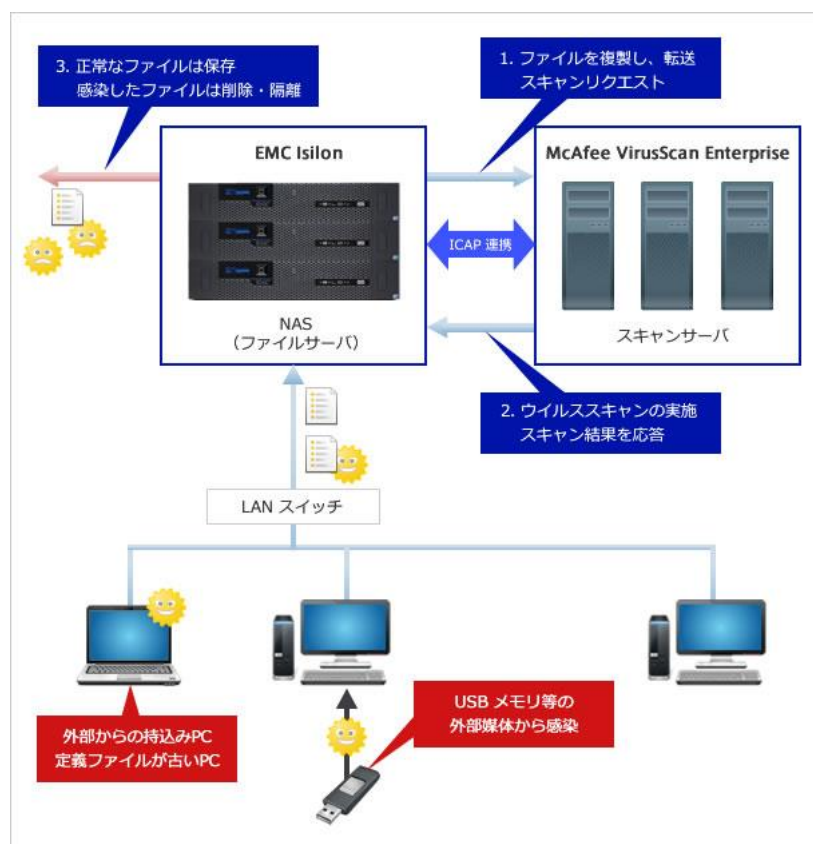 3. 正常なファイルは保存
感染したファイルは削除・隔離
1. ファイルを複製し、転送
スキャンリクエスト
EMC Isilon
McAfee VirusScan Enterprise
ICAP 連携
NAS
（ファイルサーバ）
スキャンサーバ
2. ウイルススキャンの実施
スキャン結果を応答
LAN スイッチ
外部からの持込みPC
定義ファイルが古いPC
USB メモリ等の
外部媒体から感染